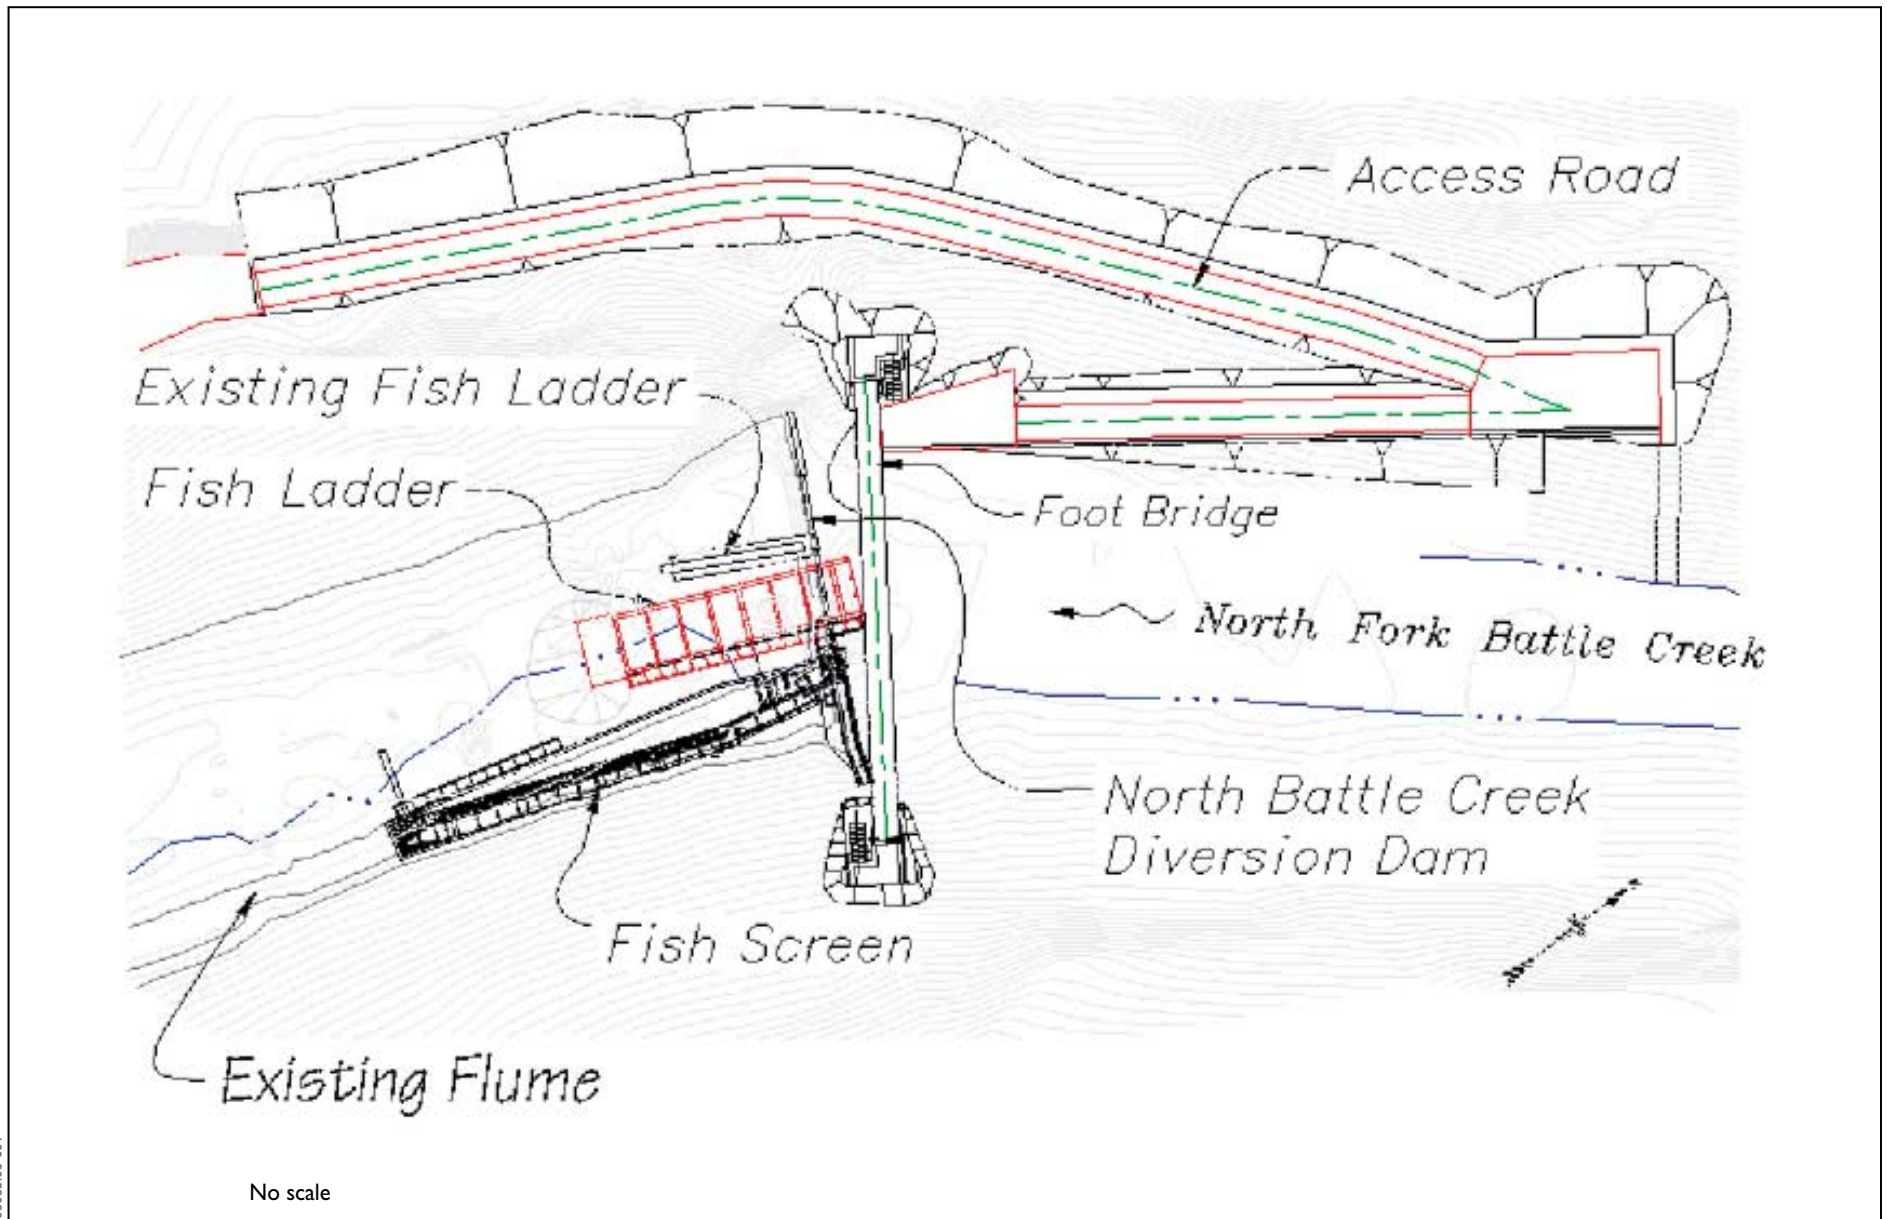 Access Road
Existing Fish Ladder
Fish Ladder
Foot Bridge
North Fork Battle Creek
North Battle Creek
Diversion Dam
Fish Screen
Existing Flume
No scale